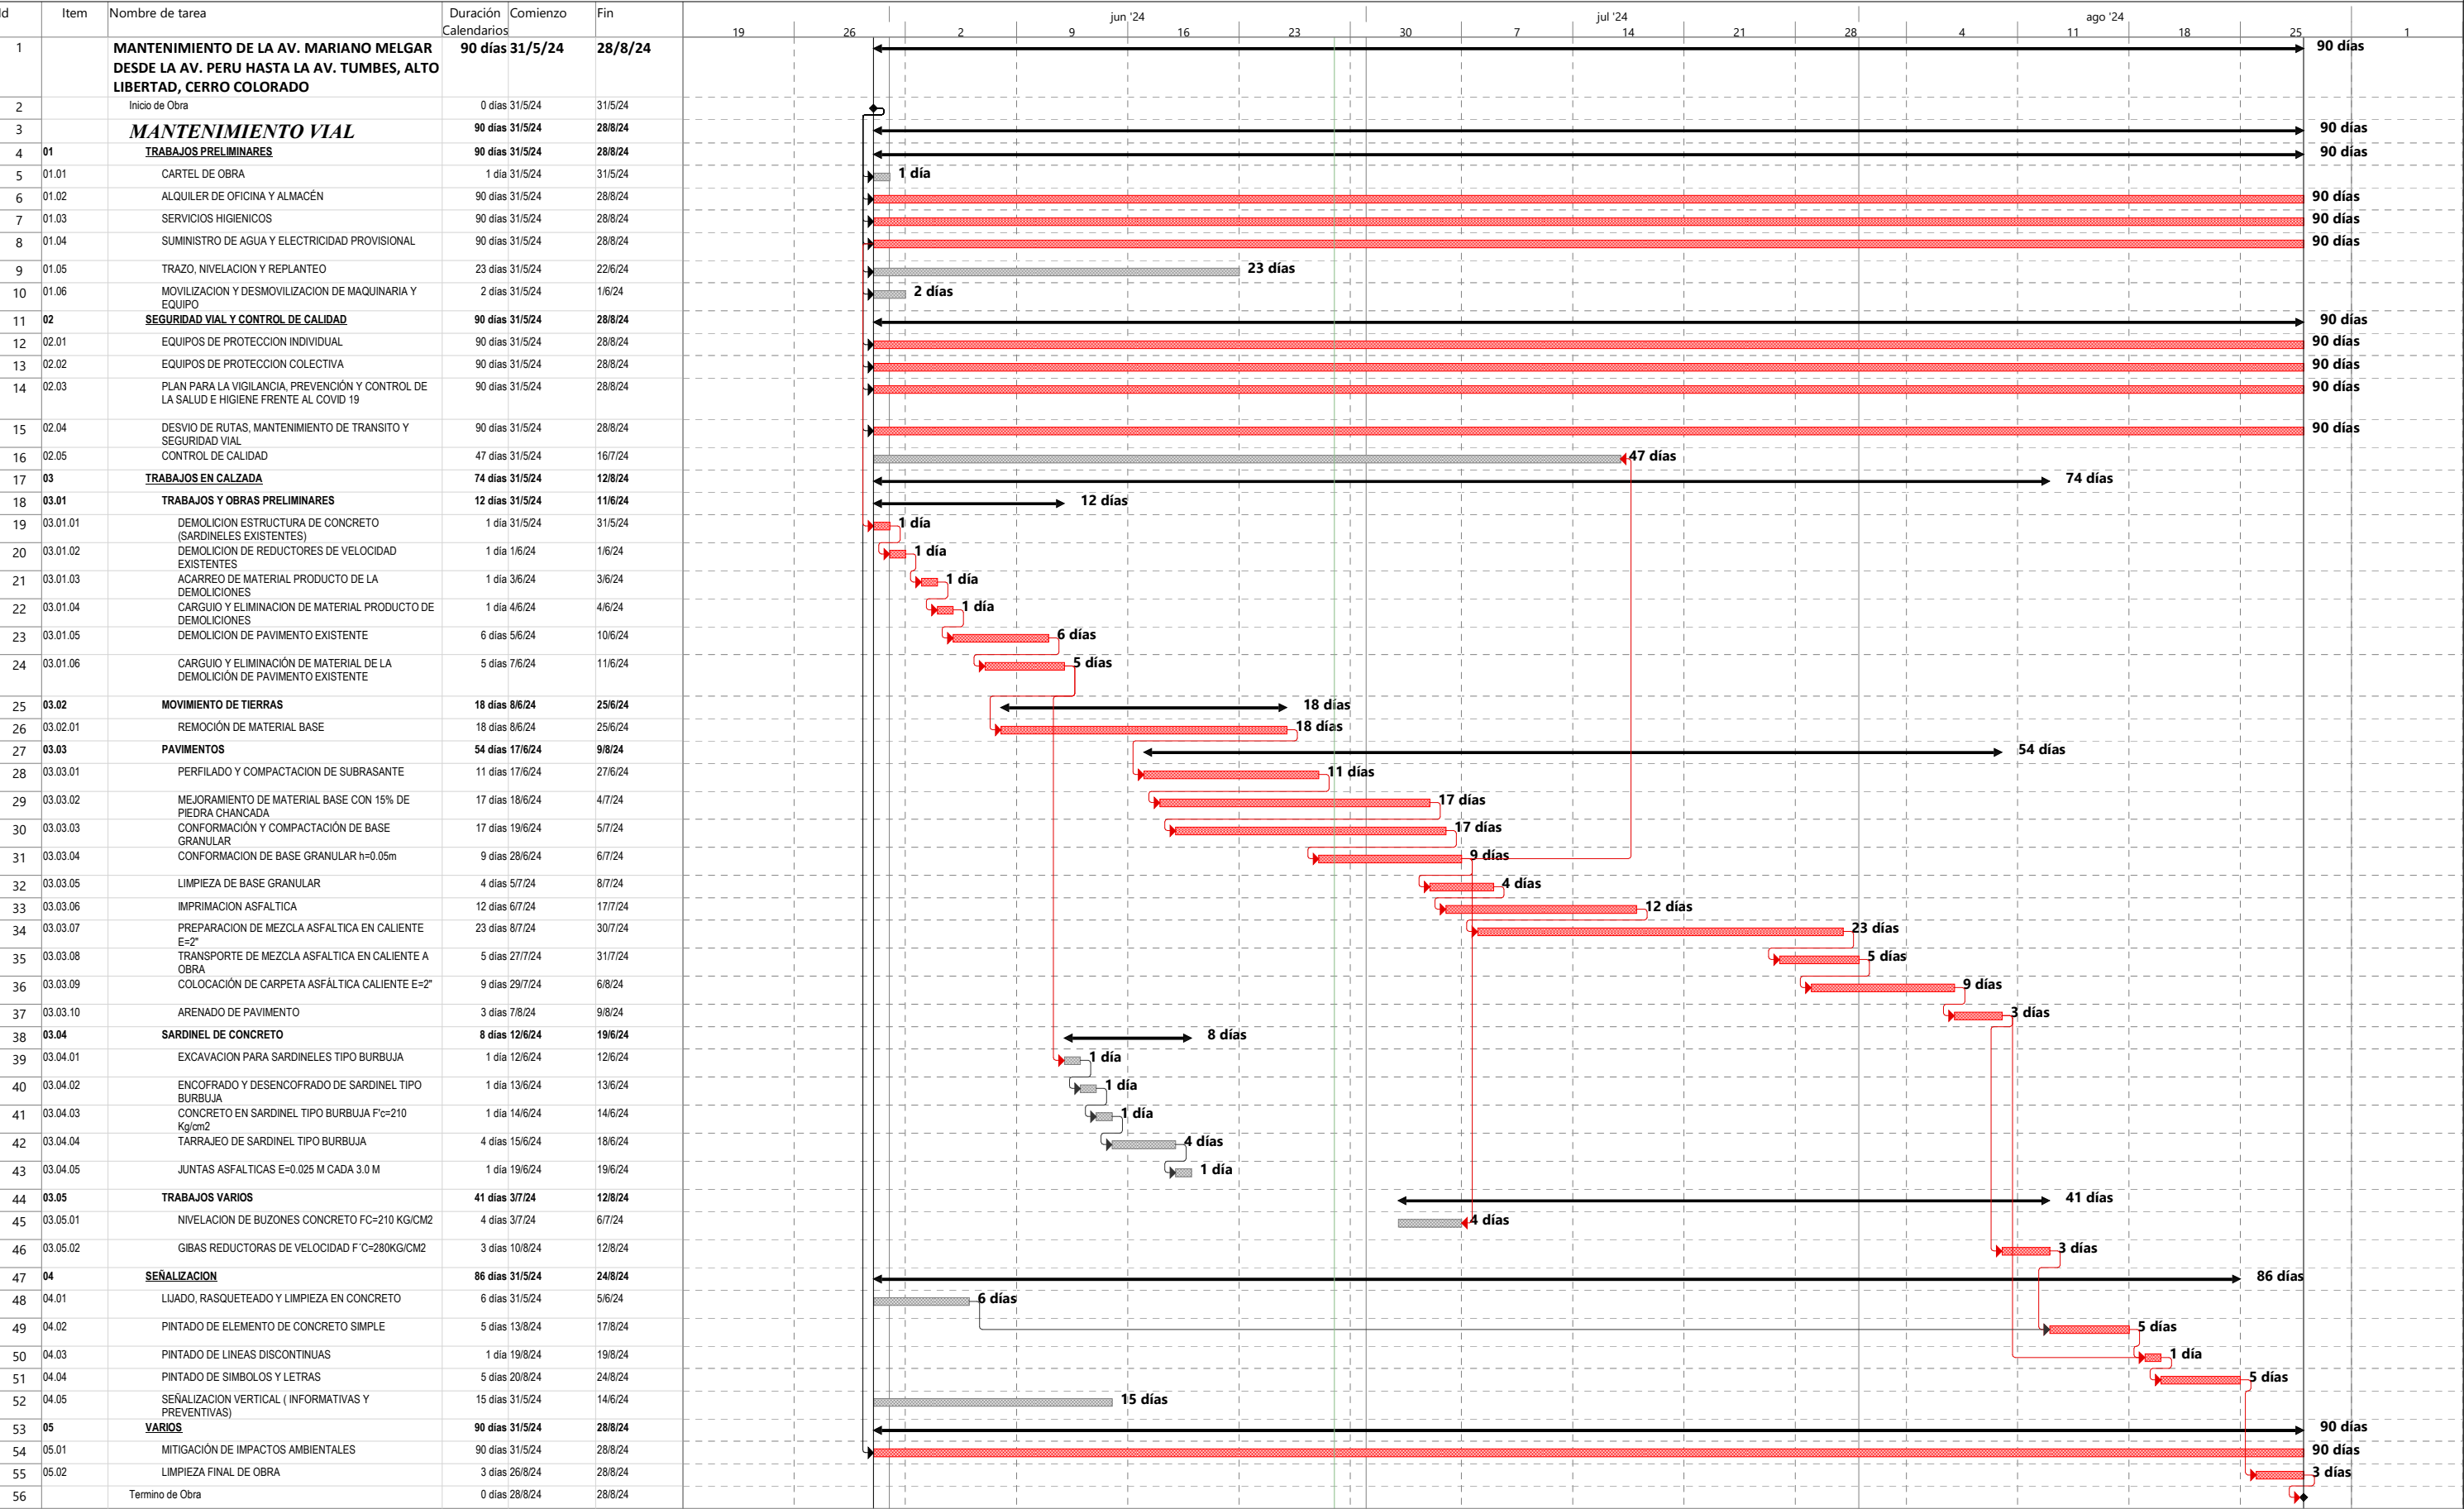 Id Item Nombre de tarea Duración Comienzo Fin jun '24 jul '24 ago '24
Calendarios 19 26 2 9 16 23 30 7 14 21 28 4 11 18 25 1
1 MANTENIMIENTO DE LA AV. MARIANO MELGAR 90 días 31/5/24 28/8/24 90 días
DESDE LA AV. PERU HASTA LA AV. TUMBES, ALTO
LIBERTAD, CERRO COLORADO
2 Inicio de Obra 0 días 31/5/24 31/5/24
3 MANTENIMIENTO VIAL 90 días 31/5/24 28/8/24 90 días
4 01 TRABAJOS PRELIMINARES 90 días 31/5/24 28/8/24 90 días
5 01.01 CARTEL DE OBRA 1 día 31/5/24 31/5/24 1 día
6 01.02 ALQUILER DE OFICINA Y ALMACÉN 90 días 31/5/24 28/8/24 90 días
7 01.03 SERVICIOS HIGIENICOS 90 días 31/5/24 28/8/24 90 días
8 01.04 SUMINISTRO DE AGUA Y ELECTRICIDAD PROVISIONAL 90 días 31/5/24 28/8/24 90 días
9 01.05 TRAZO, NIVELACION Y REPLANTEO 23 días 31/5/24 22/6/24 23 días
10 01.06 MOVILIZACION Y DESMOVILIZACION DE MAQUINARIA Y 2 días 31/5/24 1/6/24 2 días
EQUIPO
11 02 SEGURIDAD VIAL Y CONTROL DE CALIDAD 90 días 31/5/24 28/8/24 90 días
12 02.01 EQUIPOS DE PROTECCION INDIVIDUAL 90 días 31/5/24 28/8/24 90 días
13 02.02 EQUIPOS DE PROTECCION COLECTIVA 90 días 31/5/24 28/8/24 90 días
14 02.03 PLAN PARA LA VIGILANCIA, PREVENCIÓN Y CONTROL DE 90 días 31/5/24 28/8/24 90 días
LA SALUD E HIGIENE FRENTE AL COVID 19
15 02.04 DESVIO DE RUTAS, MANTENIMIENTO DE TRANSITO Y 90 días 31/5/24 28/8/24 90 días
SEGURIDAD VIAL
16 02.05 CONTROL DE CALIDAD 47 días 31/5/24 16/7/24 47 días
17 03 TRABAJOS EN CALZADA 74 días 31/5/24 12/8/24 74 días
18 03.01 TRABAJOS Y OBRAS PRELIMINARES 12 días 31/5/24 11/6/24 12 días
19 03.01.01 DEMOLICION ESTRUCTURA DE CONCRETO 1 día 31/5/24 31/5/24 1 día
(SARDINELES EXISTENTES)
20 03.01.02 DEMOLICION DE REDUCTORES DE VELOCIDAD 1 día 1/6/24 1/6/24 1 día
EXISTENTES
21 03.01.03 ACARREO DE MATERIAL PRODUCTO DE LA 1 día 3/6/24 3/6/24 1 día
DEMOLICIONES
22 03.01.04 CARGUIO Y ELIMINACION DE MATERIAL PRODUCTO DE 1 día 4/6/24 4/6/24 1 día
DEMOLICIONES
23 03.01.05 DEMOLICION DE PAVIMENTO EXISTENTE 6 días 5/6/24 10/6/24 6 días
24 03.01.06 CARGUIO Y ELIMINACIÓN DE MATERIAL DE LA 5 días 7/6/24 11/6/24 5 días
DEMOLICIÓN DE PAVIMENTO EXISTENTE
25 03.02 MOVIMIENTO DE TIERRAS 18 días 8/6/24 25/6/24 18 días
26 03.02.01 REMOCIÓN DE MATERIAL BASE 18 días 8/6/24 25/6/24 18 días
27 03.03 PAVIMENTOS 54 días 17/6/24 9/8/24 54 días
28 03.03.01 PERFILADO Y COMPACTACION DE SUBRASANTE 11 días 17/6/24 27/6/24 11 días
29 03.03.02 MEJORAMIENTO DE MATERIAL BASE CON 15% DE 17 días 18/6/24 4/7/24 17 días
PIEDRA CHANCADA
30 03.03.03 CONFORMACIÓN Y COMPACTACIÓN DE BASE 17 días 19/6/24 5/7/24 17 días
GRANULAR
31 03.03.04 CONFORMACION DE BASE GRANULAR h=0.05m 9 días 28/6/24 6/7/24 9 días
32 03.03.05 LIMPIEZA DE BASE GRANULAR 4 días 5/7/24 8/7/24 4 días
33 03.03.06 IMPRIMACION ASFALTICA 12 días 6/7/24 17/7/24 12 días
34 03.03.07 PREPARACION DE MEZCLA ASFALTICA EN CALIENTE 23 días 8/7/24 30/7/24 23 días
E=2"
35 03.03.08 TRANSPORTE DE MEZCLA ASFALTICA EN CALIENTE A 5 días 27/7/24 31/7/24 5 días
OBRA
36 03.03.09 COLOCACIÓN DE CARPETA ASFÁLTICA CALIENTE E=2" 9 días 29/7/24 6/8/24 9 días
37 03.03.10 ARENADO DE PAVIMENTO 3 días 7/8/24 9/8/24 3 días
38 03.04 SARDINEL DE CONCRETO 8 días 12/6/24 19/6/24 8 días
39 03.04.01 EXCAVACION PARA SARDINELES TIPO BURBUJA 1 día 12/6/24 12/6/24 1 día
40 03.04.02 ENCOFRADO Y DESENCOFRADO DE SARDINEL TIPO 1 día 13/6/24 13/6/24 1 día
BURBUJA
41 03.04.03 CONCRETO EN SARDINEL TIPO BURBUJA F'c=210 1 día 14/6/24 14/6/24 1 día
Kg/cm2
42 03.04.04 TARRAJEO DE SARDINEL TIPO BURBUJA 4 días 15/6/24 18/6/24 4 días
43 03.04.05 JUNTAS ASFALTICAS E=0.025 M CADA 3.0 M 1 día 19/6/24 19/6/24 1 día
44 03.05 TRABAJOS VARIOS 41 días 3/7/24 12/8/24 41 días
45 03.05.01 NIVELACION DE BUZONES CONCRETO FC=210 KG/CM2 4 días 3/7/24 6/7/24 4 días
46 03.05.02 GIBAS REDUCTORAS DE VELOCIDAD F´C=280KG/CM2 3 días 10/8/24 12/8/24 3 días
47 04 SEÑALIZACION 86 días 31/5/24 24/8/24 86 días
48 04.01 LIJADO, RASQUETEADO Y LIMPIEZA EN CONCRETO 6 días 31/5/24 5/6/24 6 días
49 04.02 PINTADO DE ELEMENTO DE CONCRETO SIMPLE 5 días 13/8/24 17/8/24 5 días
50 04.03 PINTADO DE LINEAS DISCONTINUAS 1 día 19/8/24 19/8/24 1 día
51 04.04 PINTADO DE SIMBOLOS Y LETRAS 5 días 20/8/24 24/8/24 5 días
52 04.05 SEÑALIZACION VERTICAL ( INFORMATIVAS Y 15 días 31/5/24 14/6/24 15 días
PREVENTIVAS)
53 05 VARIOS 90 días 31/5/24 28/8/24 90 días
54 05.01 MITIGACIÓN DE IMPACTOS AMBIENTALES 90 días 31/5/24 28/8/24 90 días
55 05.02 LIMPIEZA FINAL DE OBRA 3 días 26/8/24 28/8/24 3 días
56 Termino de Obra 0 días 28/8/24 28/8/24